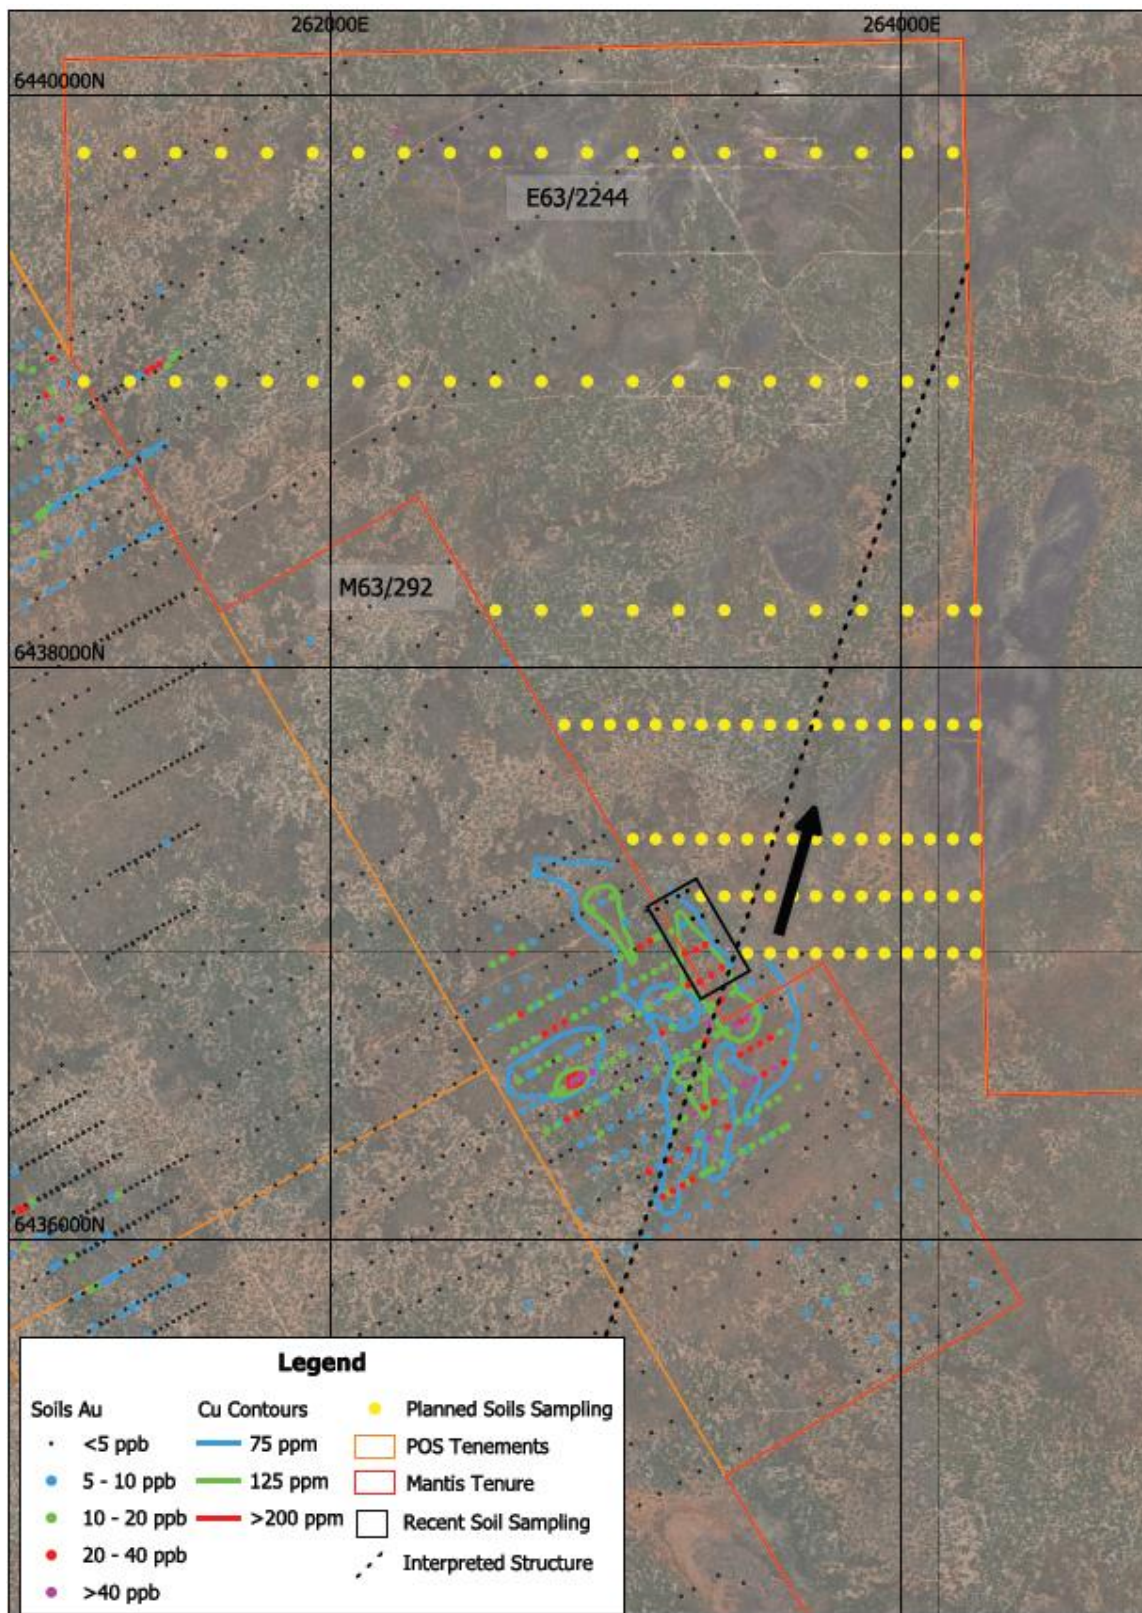 262000E
264000E
6440000N
E63/2244
M63/292
6438000N
6436000N
Legend
Soils Au
<5 ppb
5 - 10 ppb
10 - 20 ppb
20 - 40 ppb
>40 ppb
Cu Contours
75 ppm
125 ppm
>200 ppm
Planned Soils Sampling
POS Tenements
Mantis Tenure
Recent Soil Sampling
Interpreted Structure